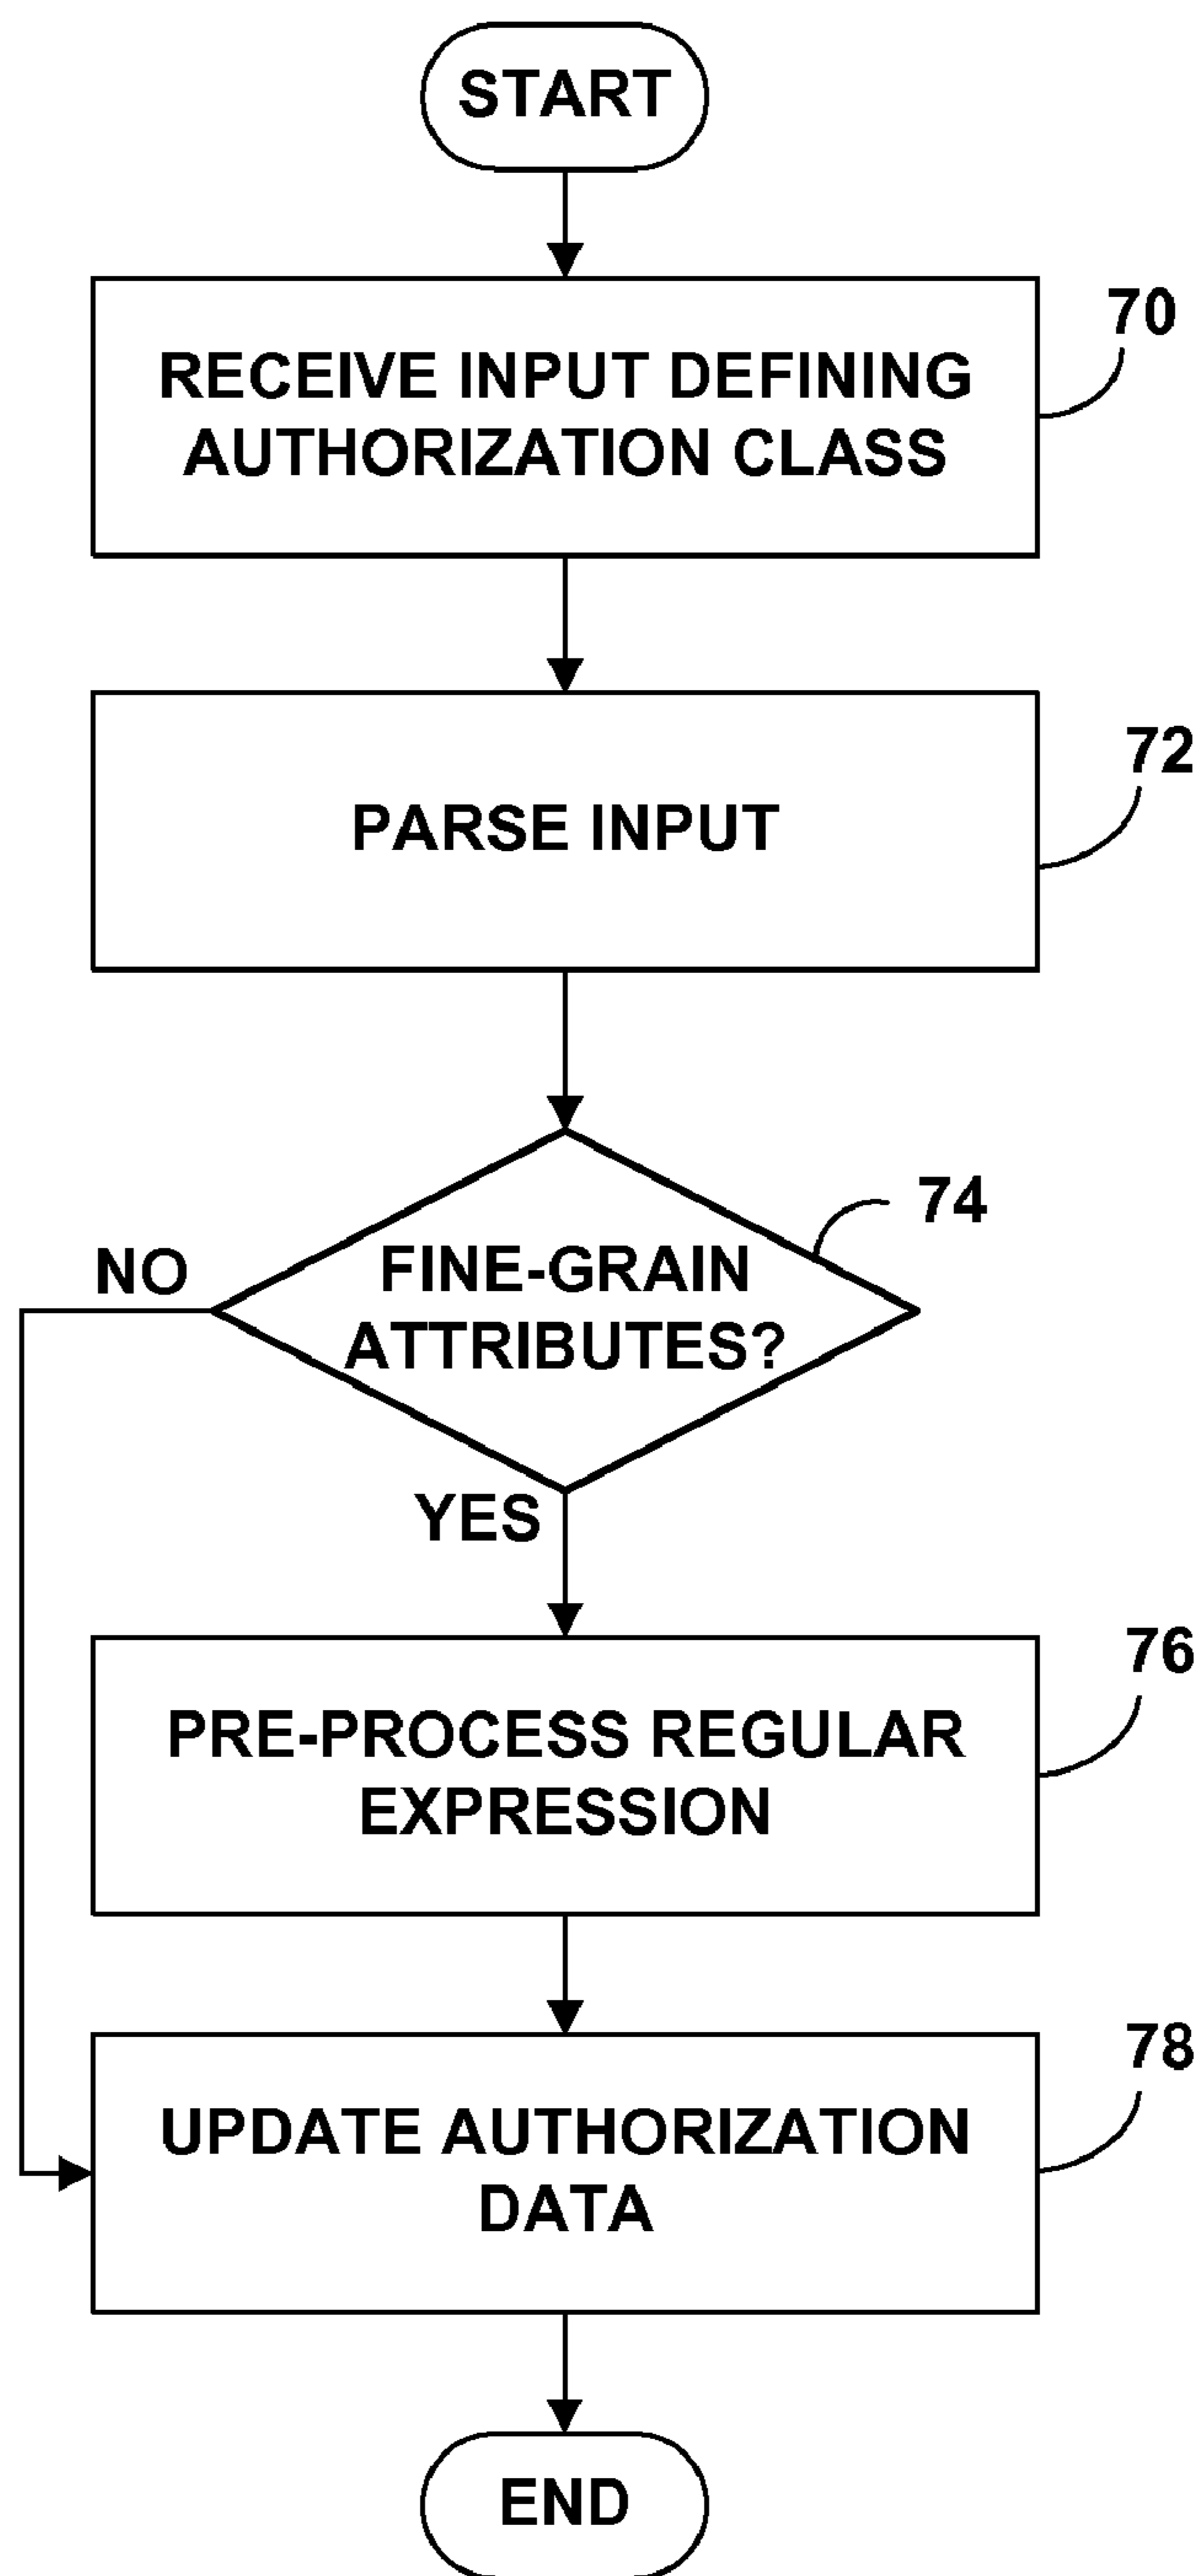 START
RECEIVE INPUT DEFINING
AUTHORIZATION CLASS
70
PARSE INPUT
72
FINE-GRAIN
ATTRIBUTES?
74
NO
YES
PRE-PROCESS REGULAR
EXPRESSION
76
UPDATE AUTHORIZATION
DATA
78
END